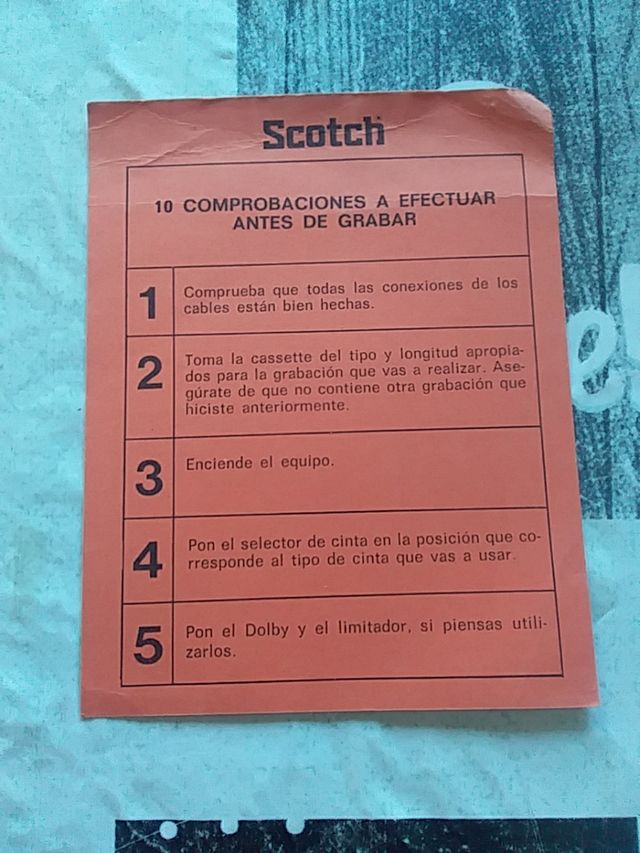 Scotch
10 COMPROBACIONES A EFECTUAR
ANTES DE GRABAR
1
Comprueba que todas las conexiones de los
cables están bien hechas.
2
Toma la cassette del tipo y longitud apropia-
dos para la grabación que vas a realizar. Ase-
gúrate de que no contiene otra grabación que
hiciste anteriormente.
3
Enciende el equipo.
4
Pon el selector de cinta en la posición que co-
rresponde al tipo de cinta que vas a usar.
5
Pon el Dolby y el limitador, si piensas utili-
zarlos.